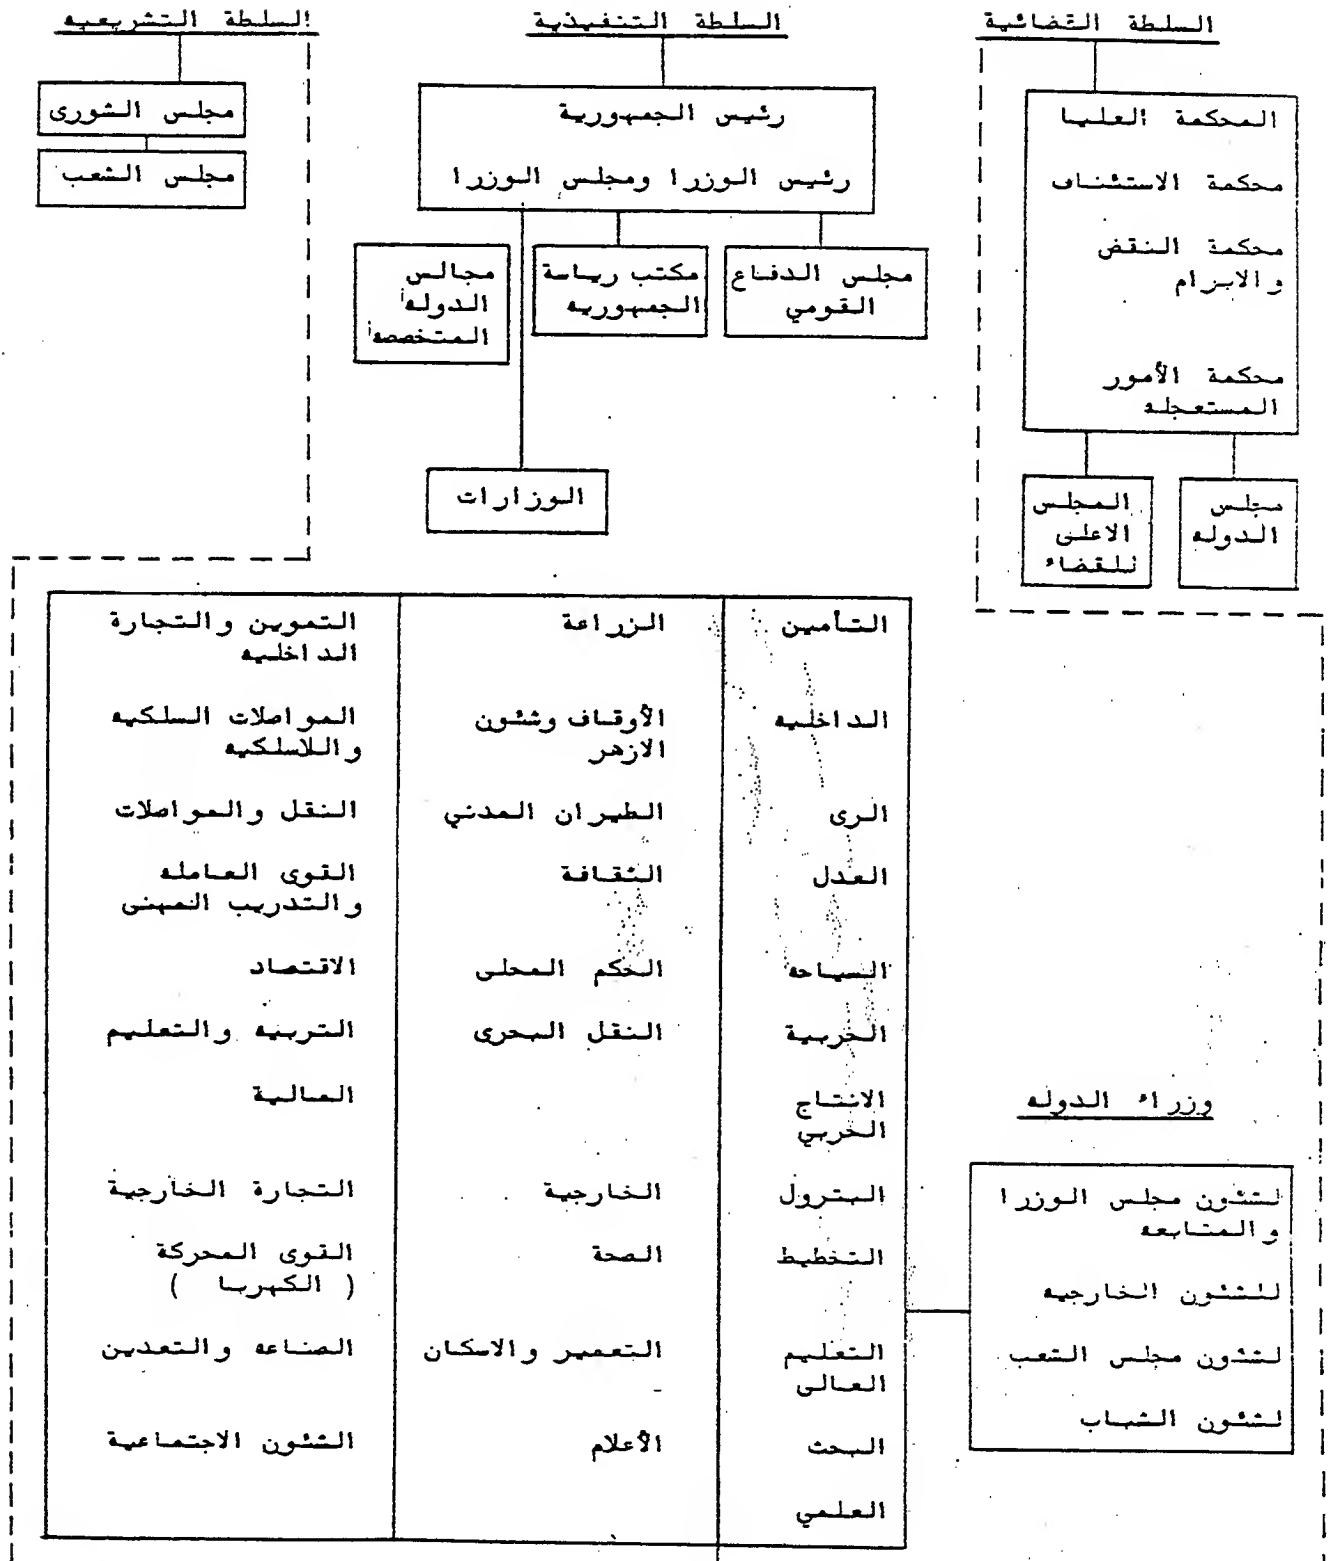 السلطة القضائية
السلطة التنفيذية
السلطة التشريعيه
المحكمة العليا
محكمة الاستئناف
محكمة النقض
والابرام
محكمة الأمور
المستعجله
مجلس
الدوله
المجلس
الاعلى
للقضاء
رئيس الجمهورية
رئيس الوزرا ومجلس الوزرا
مجلس الدفاع
القومي
مكتب رياسة
الجمهوريه
مجالس
الدوله
المتخصصه
الوزارات
مجلس الشورى
مجلس الشعب
التأمين
الداخليه
الرى
العدل
السياحه
الحربية
الانتاج
الحربي
البترول
التخطيط
التعليم
العالى
البحث
العلمي
الزراعة
الأوقاف وشئون
الازهر
الطيران المدني
الثقافة
الحكم المحلى
النقل البحرى
الخارجية
الصحة
التعمير والاسكان
الأعلام
التموين والتجارة
الداخليه
المواصلات السلكيه
واللاسلكيه
النقل والمواصلات
القوى العامله
والتدريب المهنى
الاقتصاد
التربيه والتعليم
المالية
التجارة الخارجية
القوى المحركة
( الكهربا )
الصناعه والتعدين
الشئون الاجتماعية
وزراء الدوله
لشئون مجلس الوزرا
والمتابعه
للشئون الخارجيه
لشئون مجلس الشعب
لشئون الشباب